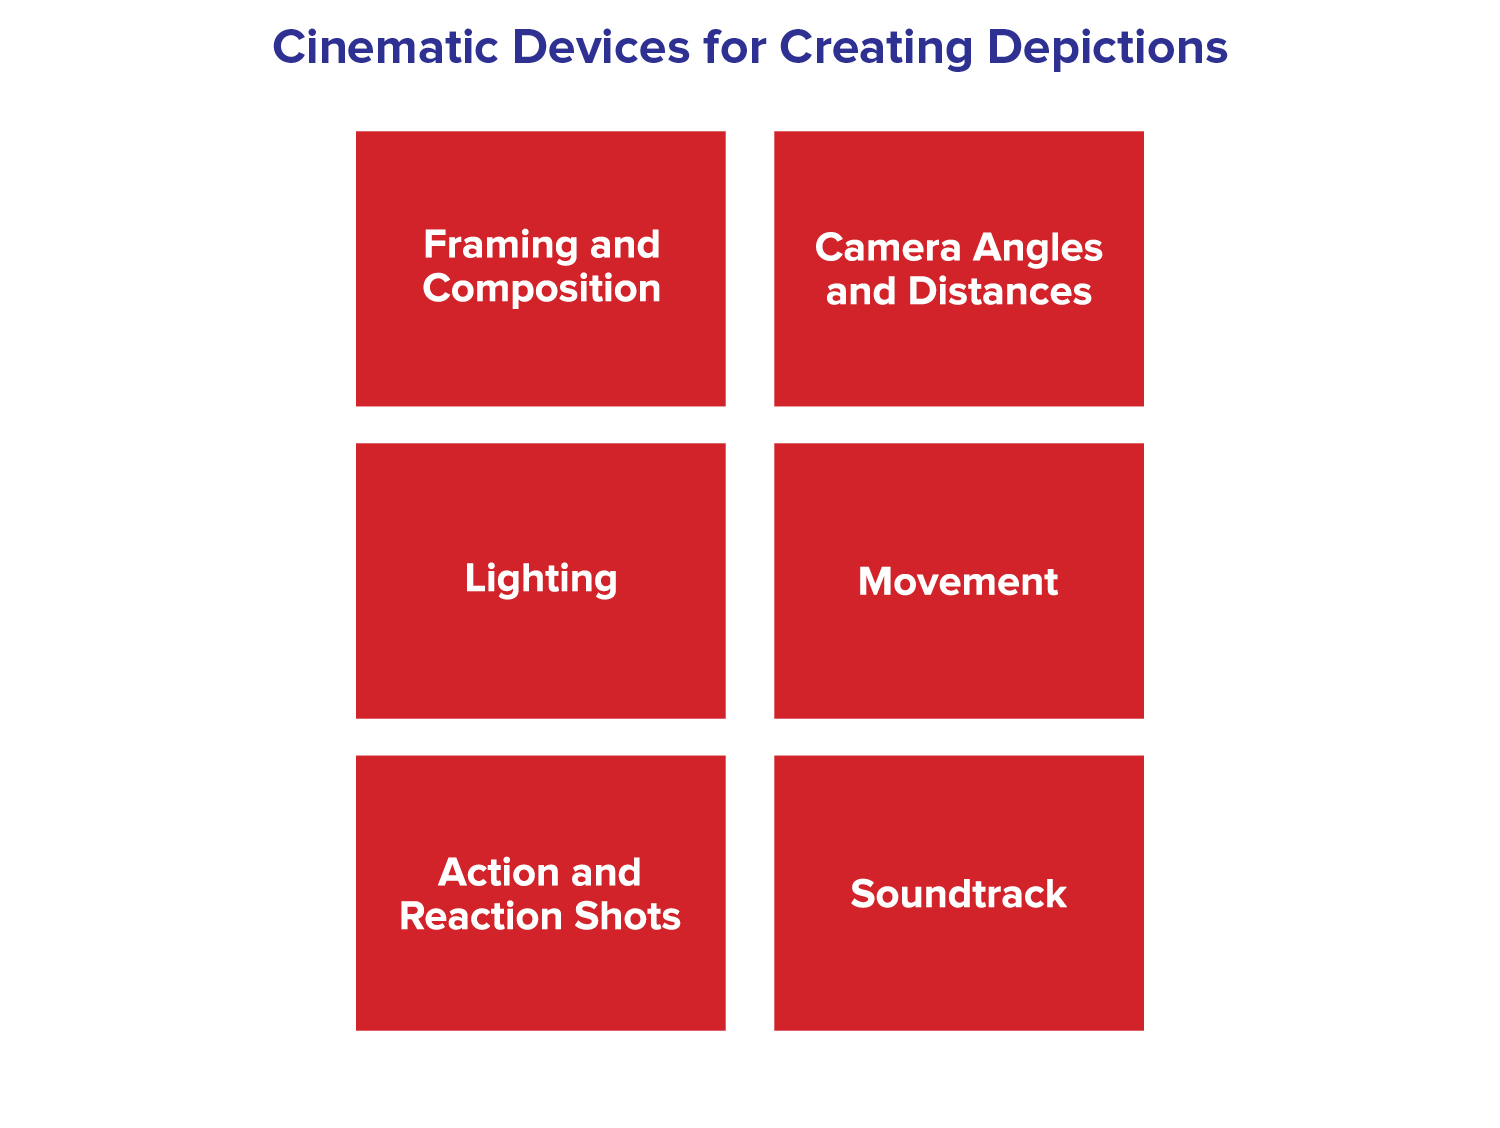 Cinematic Devices for Creating Depictions
Framing and
Composition
Camera Angles
and Distances
Lighting
Movement
Action and
Reaction Shots
Soundtrack